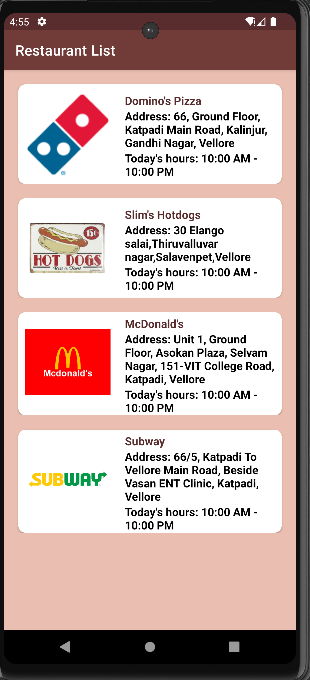 4:55
Restaurant List
Domino's Pizza
Address: 66, Ground Floor,
Katpadi Main Road, Kalinjur,
Gandhi Nagar, Vellore
Today's hours: 10:00 AM -
10:00 PM
15¢
HOT DOGS
Slim's Hotdogs
Address: 30 Elango
salai,Thiruvalluvar
nagar,Salavenpet,Vellore
Today's hours: 10:00 AM -
10:00 PM
Mcdonald's
McDonald's
Address: Unit 1, Ground
Floor, Asokan Plaza, Selvam
Nagar, 151-VIT College Road,
Katpadi, Vellore
Today's hours: 10:00 AM -
10:00 PM
SUBWAY
Subway
Address: 66/5, Katpadi To
Vellore Main Road, Beside
Vasan ENT Clinic, Katpadi,
Vellore
Today's hours: 10:00 AM -
10:00 PM